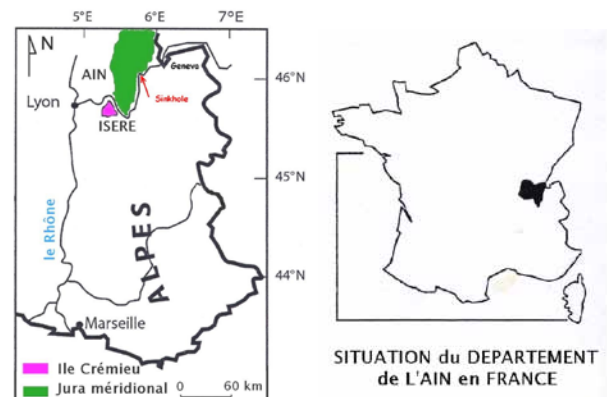 5°E 6°E 7°E
N
AIN
Geneva
46°N
Lyon
Sinkhole
ISERE
45°N
le Rhône
ALPES
44°N
Marseille
Ile Crémieu
Jura méridional
0 60 km
SITUATION du DEPARTEMENT
de L'AIN en FRANCE